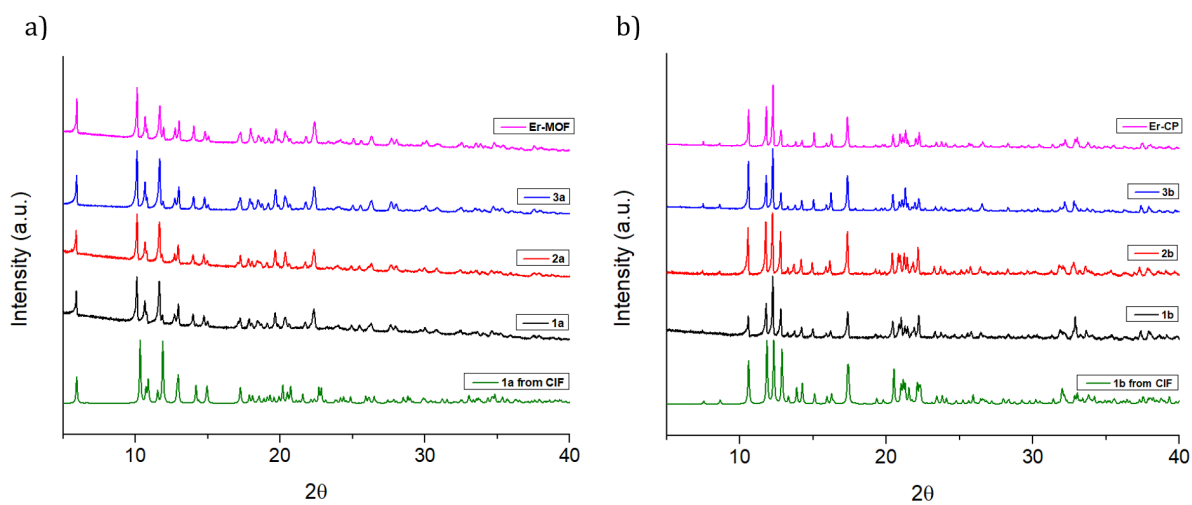 a)
Intensity (a.u.)
Er-MOF
3a
2a
1a
1a from CIF
10 20 30 40
2θ
b)
Intensity (a.u.)
Er-CP
3b
2b
1b
1b from CIF
10 20 30 40
2θ